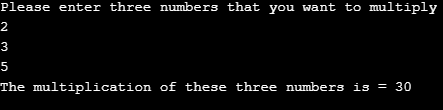 Please enter three numbers that you want to multiply
2
3
5
The multiplication of these three numbers is = 30